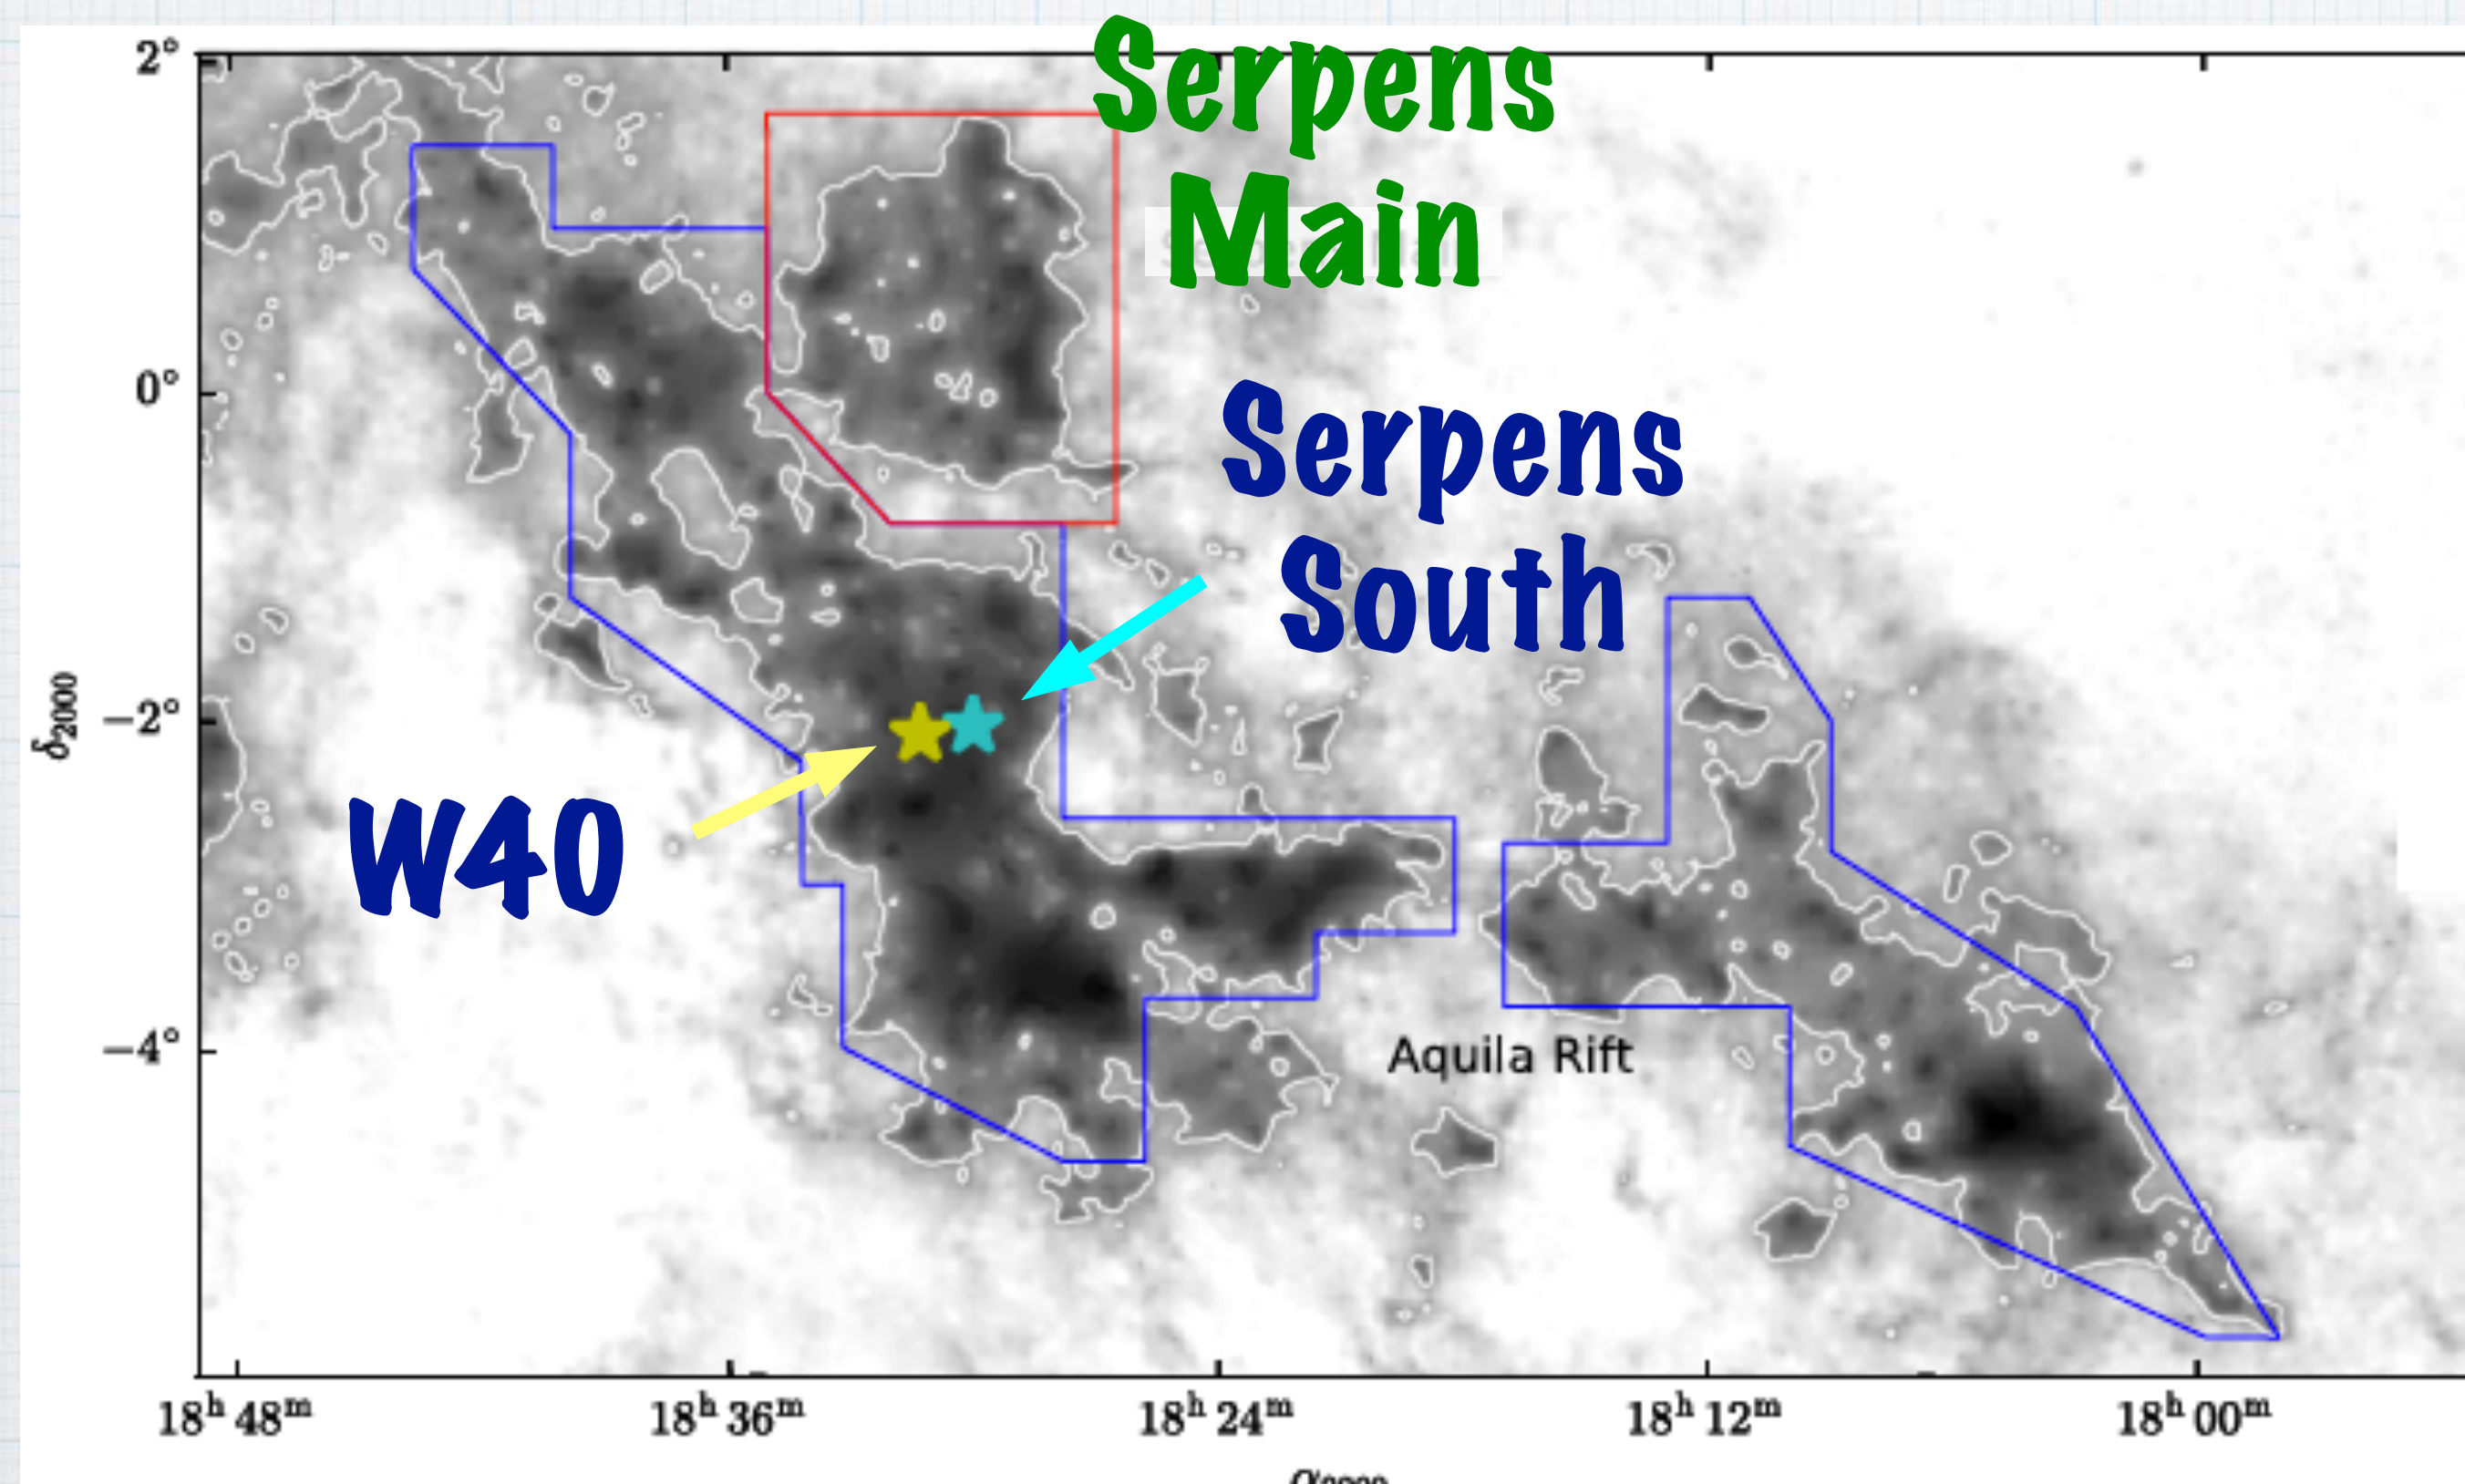 Serpens
Main
2°
0°
Serpens
South
−2°
δ2000
W40
−4°
Aquila Rift
18h 48m
18h 36m
18h 24m
18h 12m
18h 00m